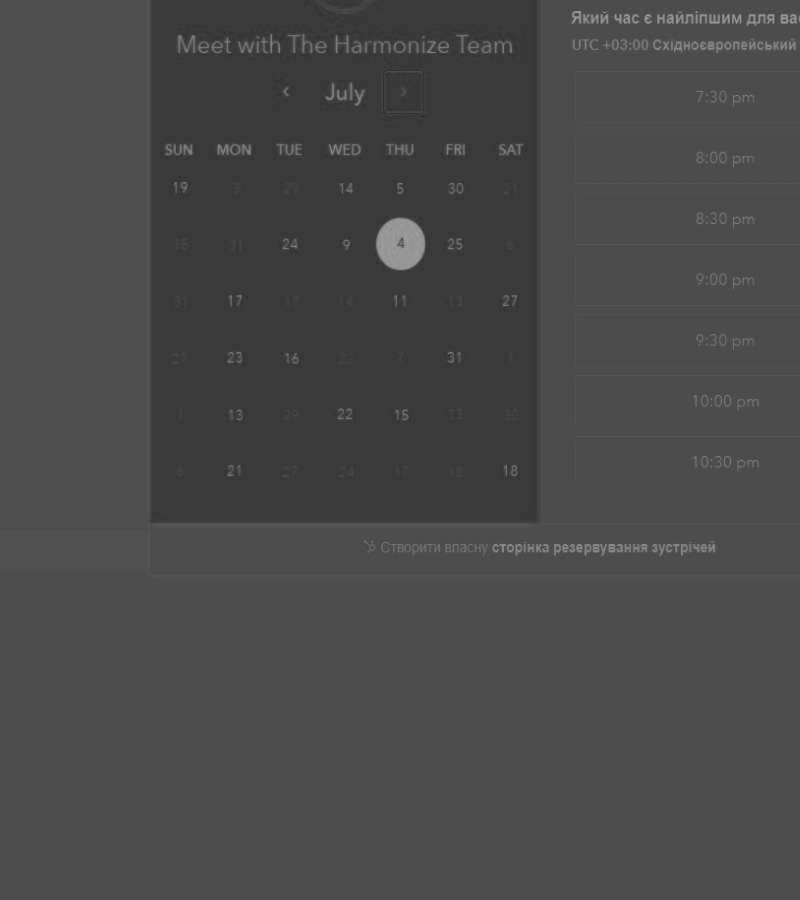 Meet with The Harmonize Team
‹ July ›
SUN MON TUE WED THU FRI SAT
19 3 29 14 5 30 21
15 31 24 9 4 25 6
31 17 17 14 11 13 27
27 23 16 22 7 31 1
1 13 29 22 15 13 30
6 21 27 24 17 18 18
Який час є найліпшим для вас
UTC +03:00 Східноєвропейський
7:30 pm
8:00 pm
8:30 pm
9:00 pm
9:30 pm
10:00 pm
10:30 pm
Створити власну сторінка резервування зустрічей